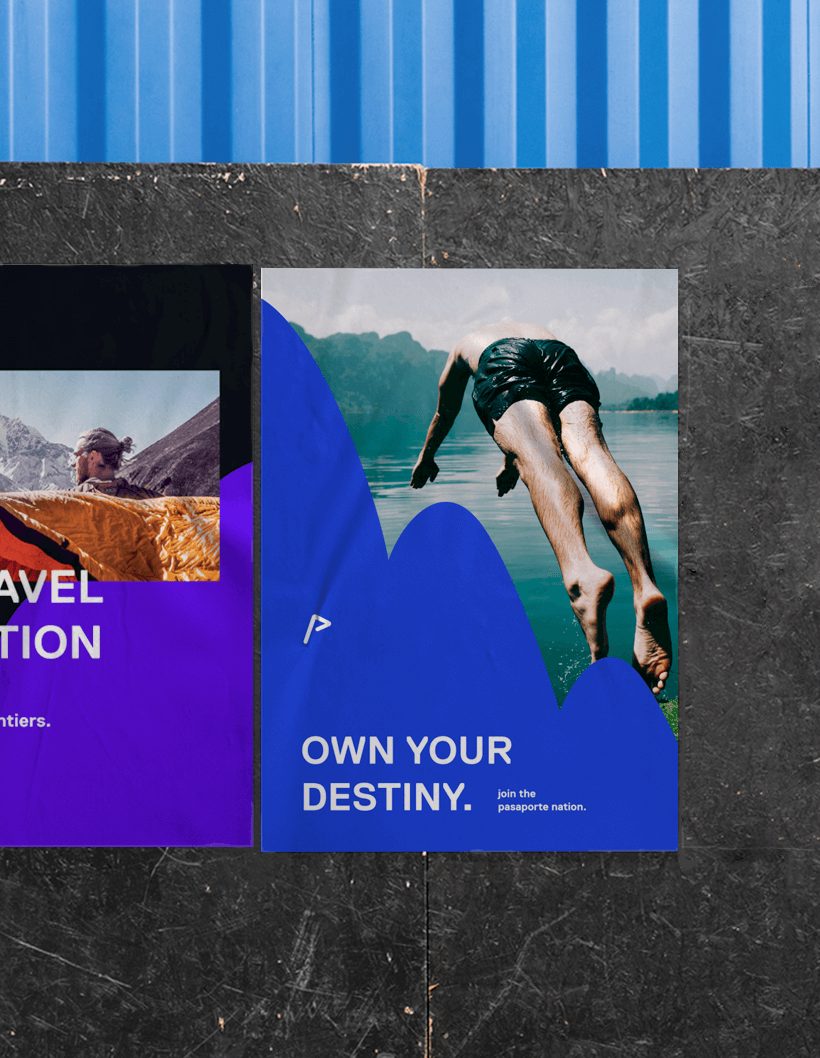 AVEL
TION
ntiers.
OWN YOUR
DESTINY.
join the
pasaporte nation.